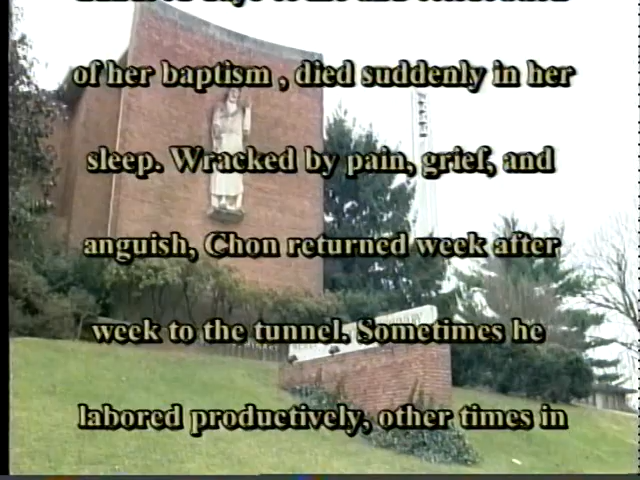 of her baptism , died suddenly in her
sleep. Wracked by pain, grief, and
anguish, Chon returned week after
week to the tunnel. Sometimes he
labored productively, other times in